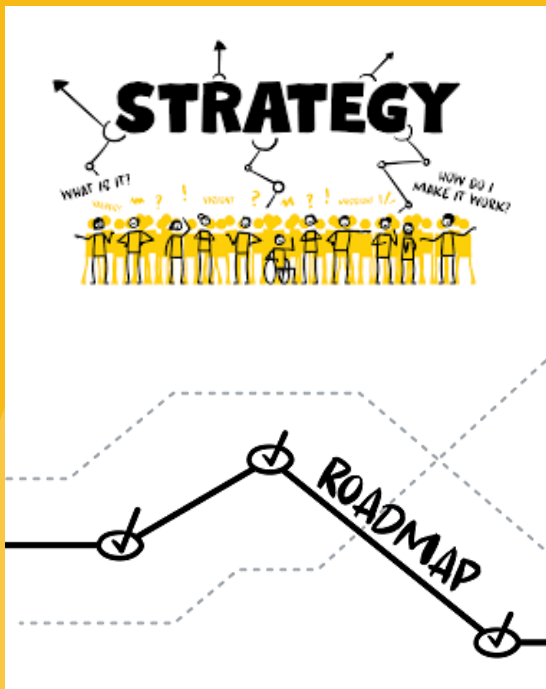 STRATEGY
WHAT IS IT?
HOW DO I
MAKE IT WORK?
? ! ? ? !
ROADMAP